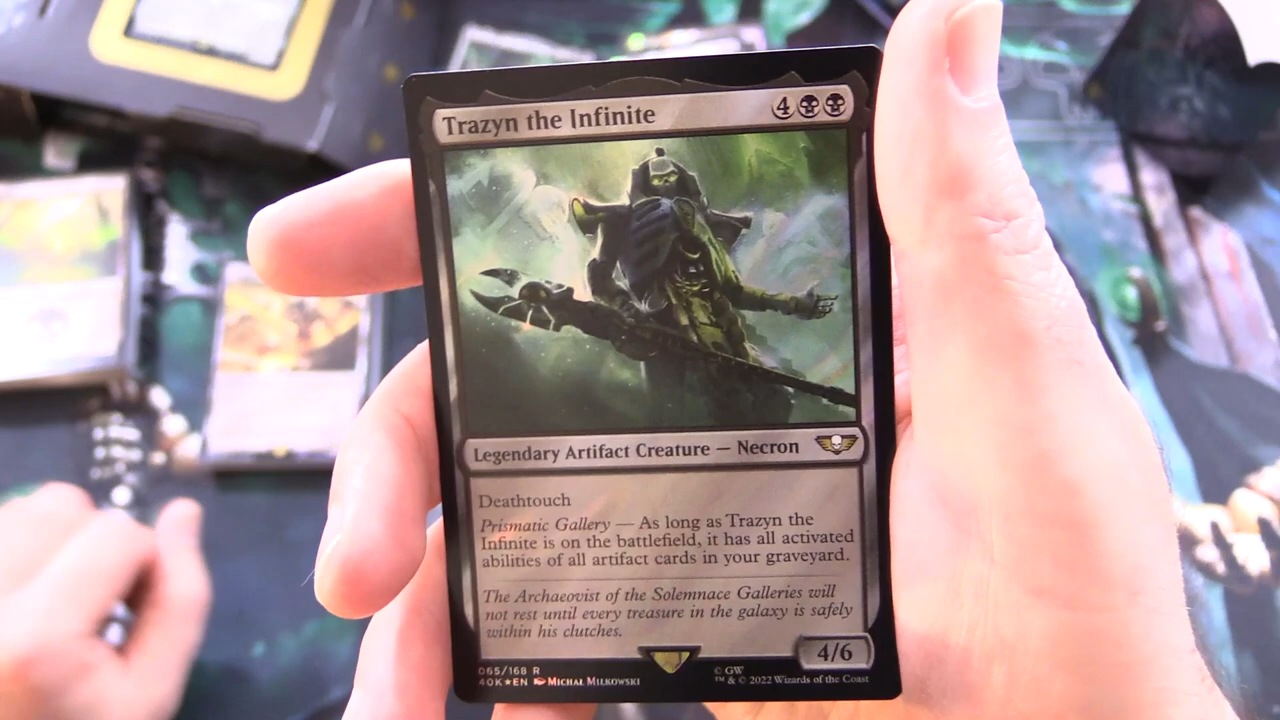 Trazyn the Infinite 4
Legendary Artifact Creature — Necron
Deathtouch
Prismatic Gallery — As long as Trazyn the
Infinite is on the battlefield, it has all activated
abilities of all artifact cards in your graveyard.
The Archaeovist of the Solemnace Galleries will
not rest until every treasure in the galaxy is safely
within his clutches.
4/6
065/168 R
40K★EN Michal Milkowski
© GW
™ & © 2022 Wizards of the Coast